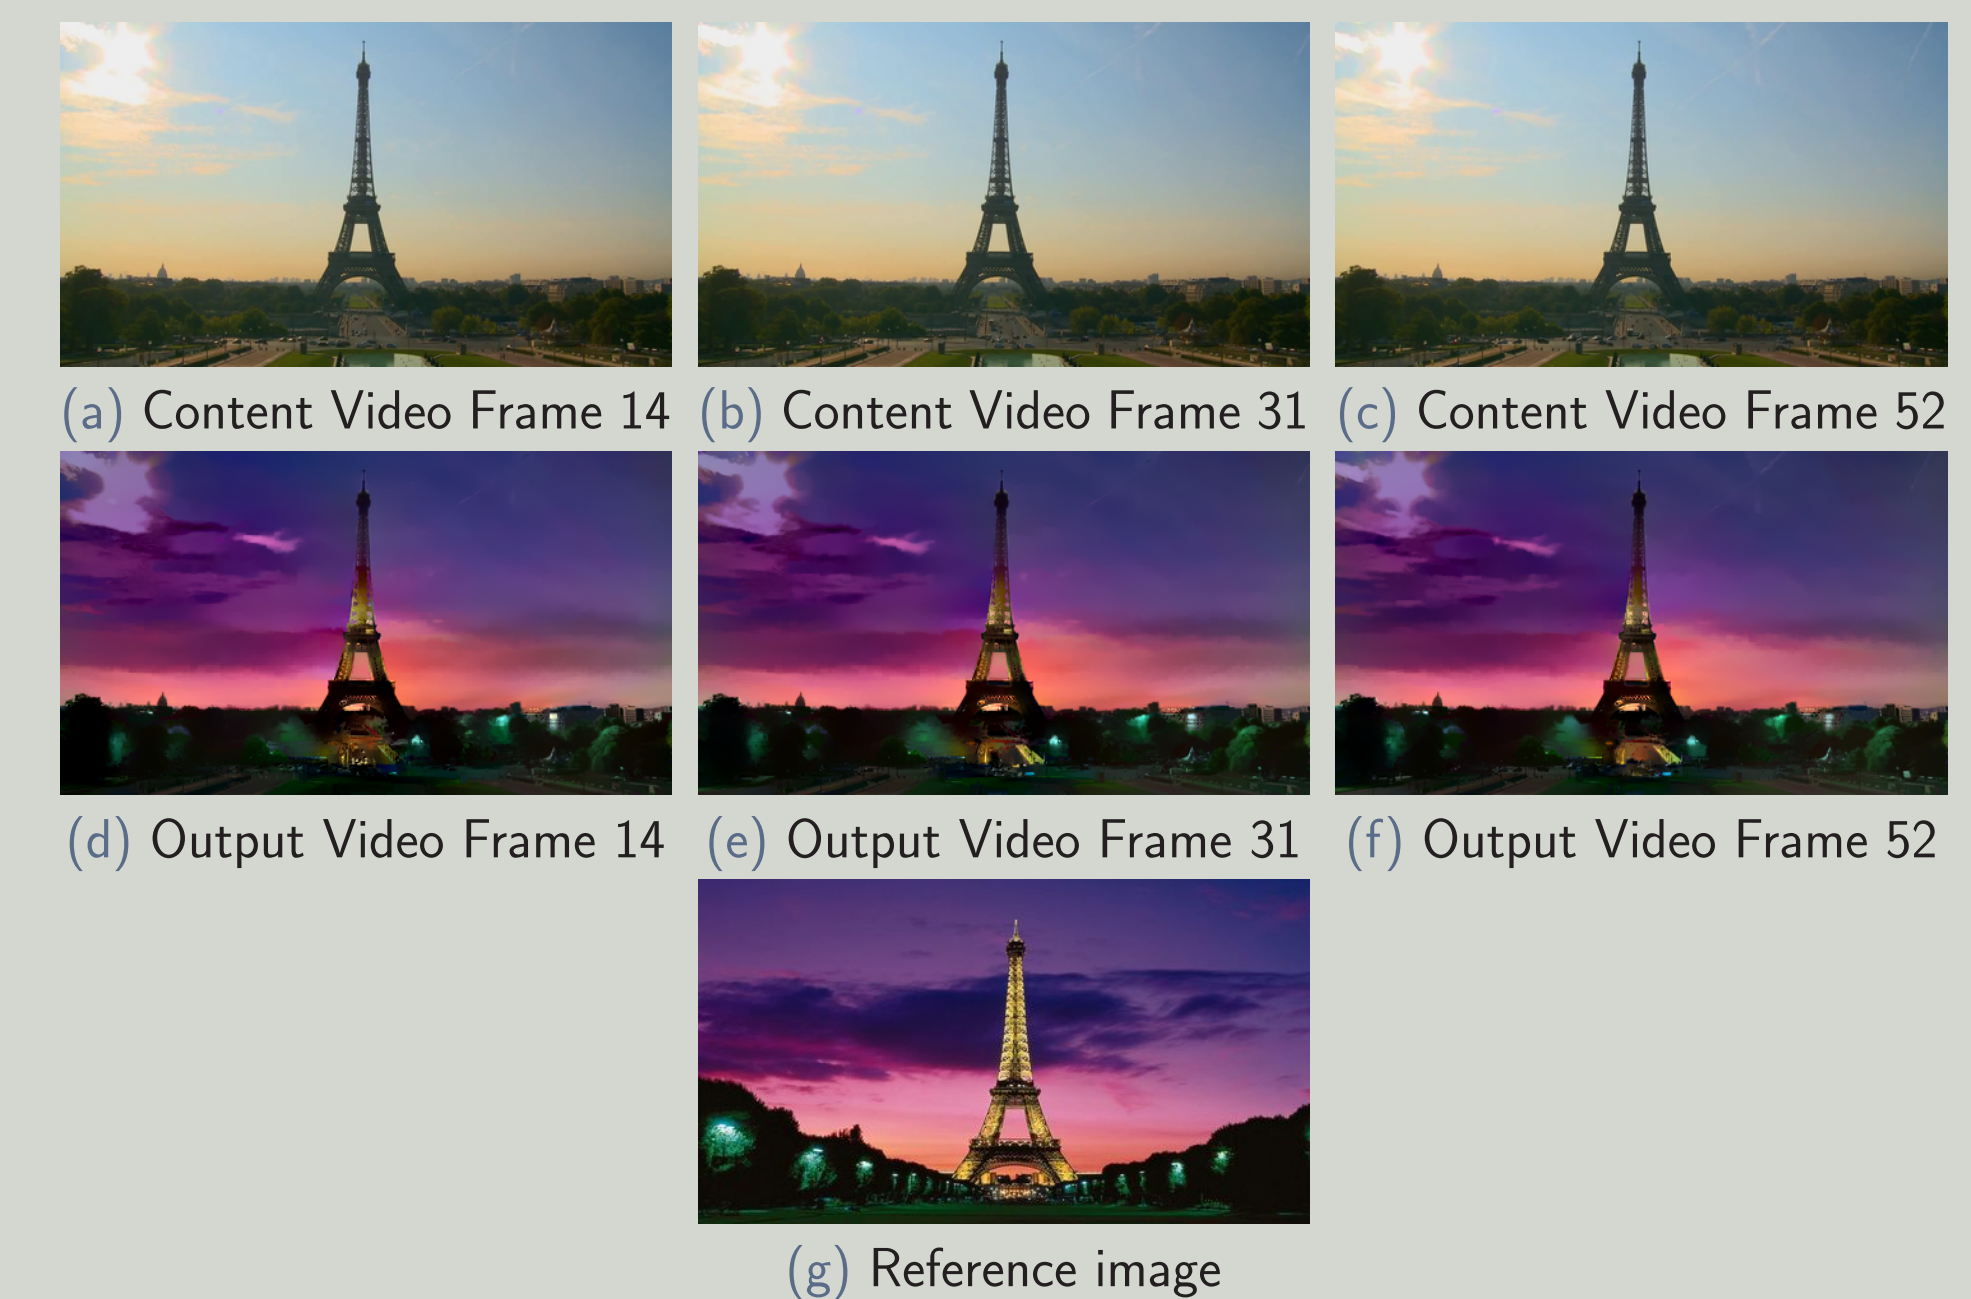 (a) Content Video Frame 14 (b) Content Video Frame 31 (c) Content Video Frame 52
(d) Output Video Frame 14 (e) Output Video Frame 31 (f) Output Video Frame 52
(g) Reference image